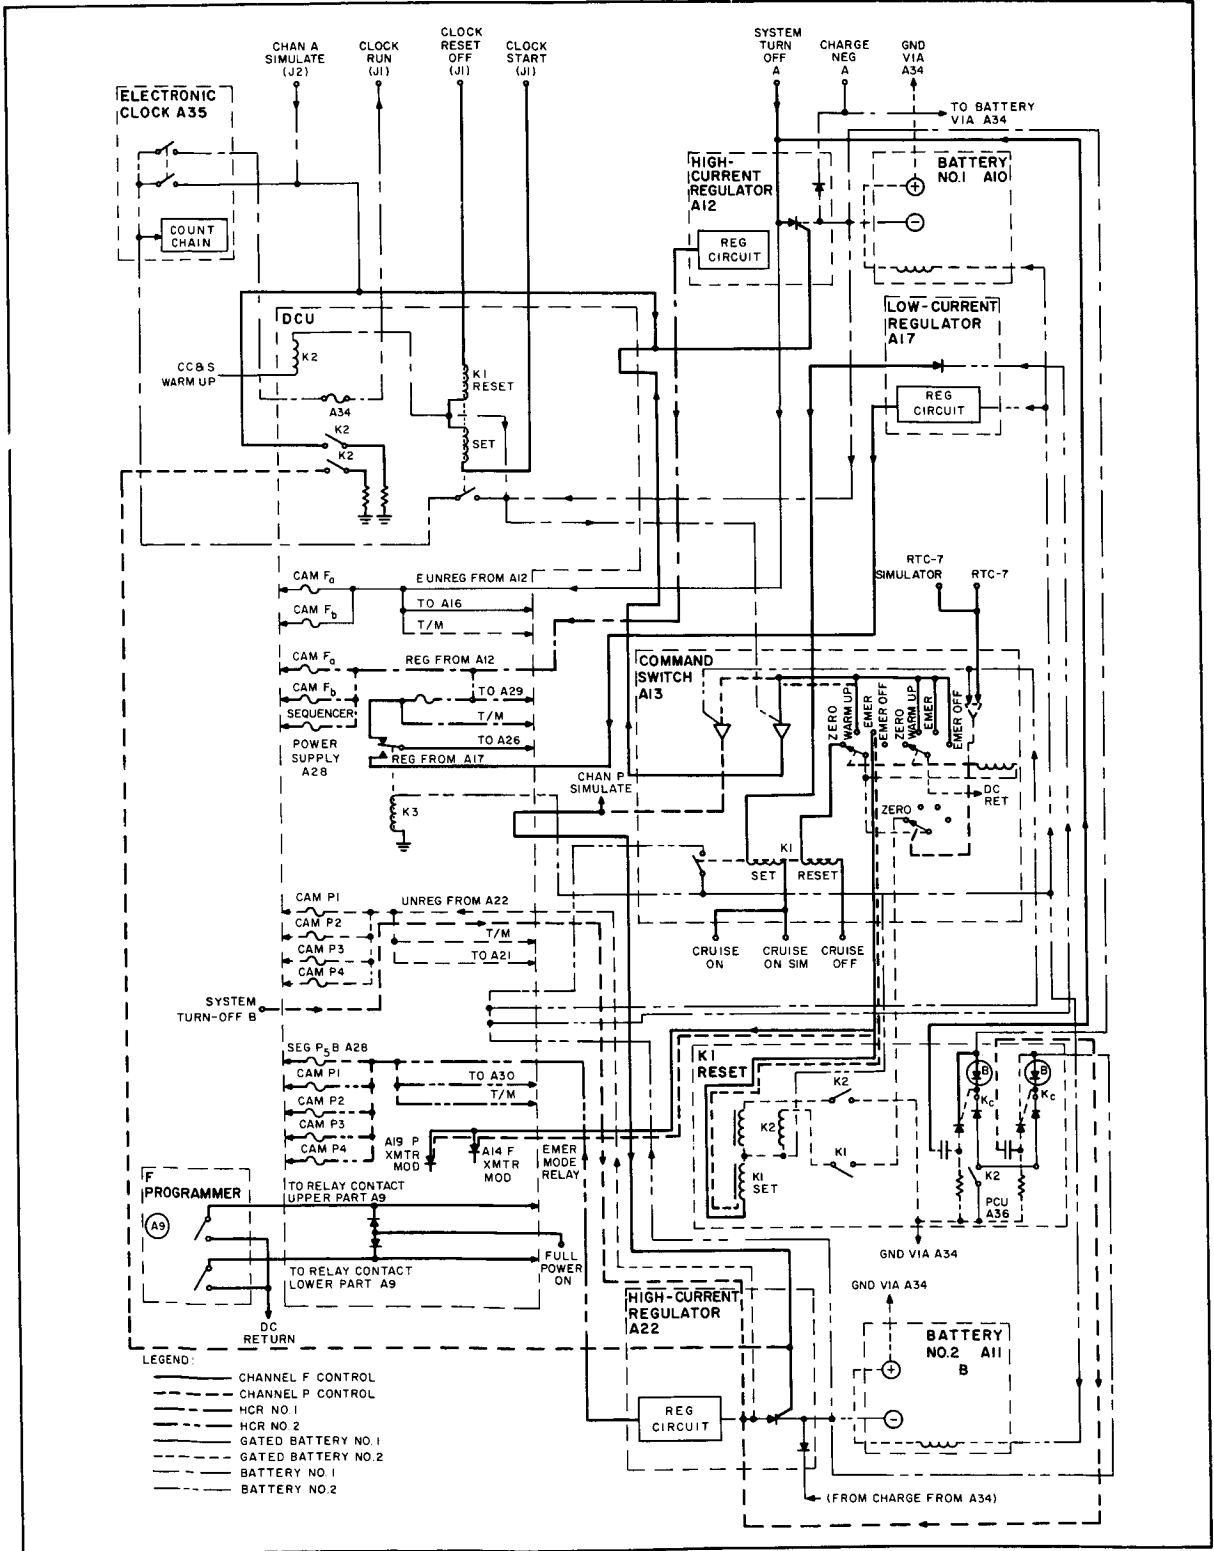 CHAN A
SIMULATE
(J2)
CLOCK
RUN
(J1)
CLOCK
RESET
OFF
(J1)
CLOCK
START
(J1)
SYSTEM
TURN
OFF
A
CHARGE
NEG
A
GND
VIA
A34
ELECTRONIC
CLOCK A35
COUNT
CHAIN
TO BATTERY
VIA A34
HIGH-
CURRENT
REGULATOR
A12
REG
CIRCUIT
BATTERY
NO.1 A10
+
−
LOW-CURRENT
REGULATOR
A17
REG
CIRCUIT
DCU
K2
CC&S
WARM UP
A34
K1
RESET
SET
K2
K2
CAM Fa
E UNREG FROM A12
CAM Fb
TO A16
T/M
CAM Fa
REG FROM A12
CAM Fb
TO A29
SEQUENCER
T/M
POWER
SUPPLY
A28
TO A26
REG FROM A17
K3
RTC-7
SIMULATOR
RTC-7
COMMAND
SWITCH
A13
ZERO
WARM UP
EMER
EMER OFF
ZERO
WARM UP
EMER
EMER OFF
DC
RET
ZERO
CHAN P
SIMULATE
K1
SET
RESET
CRUISE
ON
CRUISE
ON SIM
CRUISE
OFF
CAM P1
UNREG FROM A22
CAM P2
T/M
CAM P3
TO A21
CAM P4
SYSTEM
TURN-OFF B
SEG P5B A28
CAM P1
TO A30
CAM P2
T/M
CAM P3
CAM P4
A19 P
XMTR
MOD
A14 F
XMTR
MOD
EMER
MODE
RELAY
K1
RESET
K2
K2
K1
K1
SET
B
B
Kc
Kc
K2
PCU
A36
GND VIA A34
F
PROGRAMMER
A9
TO RELAY CONTACT
UPPER PART A9
TO RELAY CONTACT
LOWER PART A9
FULL
POWER
ON
DC
RETURN
HIGH-CURRENT
REGULATOR
A22
REG
CIRCUIT
GND VIA A34
BATTERY
NO.2 A11
B
+
−
(FROM CHARGE FROM A34)
LEGEND:
CHANNEL F CONTROL
CHANNEL P CONTROL
HCR NO.1
HCR NO.2
GATED BATTERY NO.1
GATED BATTERY NO.2
BATTERY NO.1
BATTERY NO.2